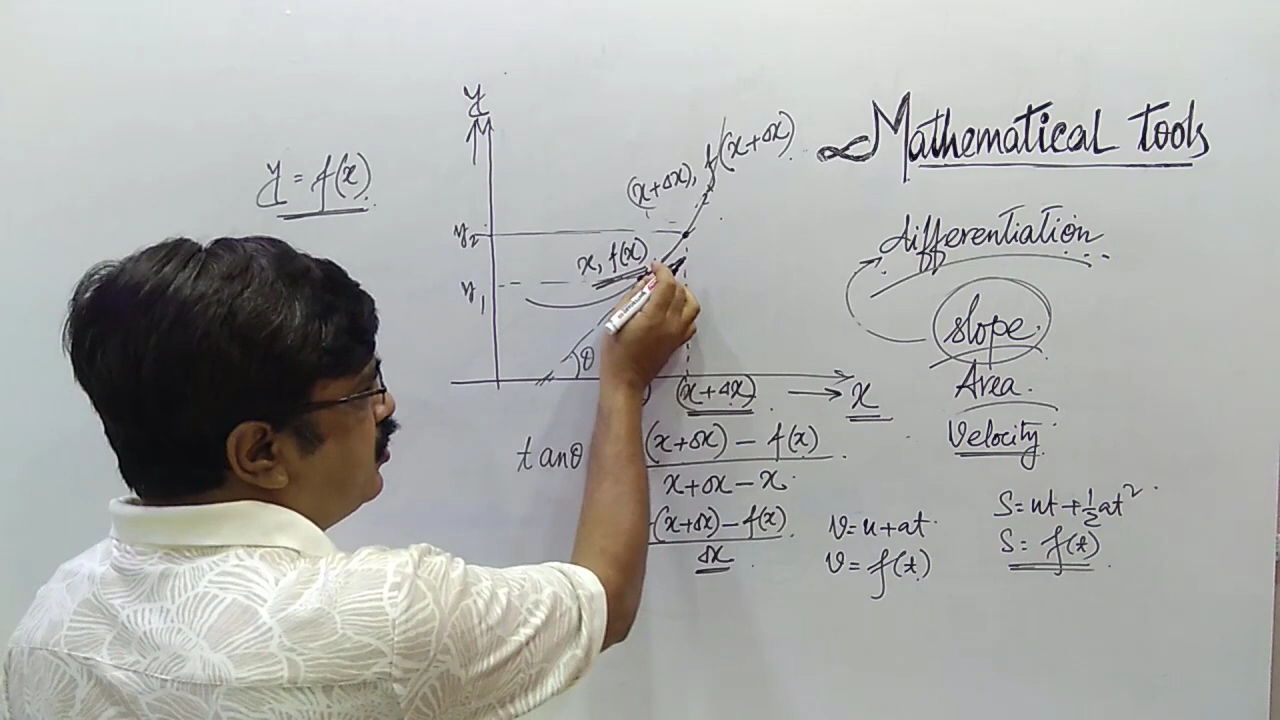 Mathematical Tools
y
y = f(x)
(x+Δx), f(x+Δx)
differentiation
y₂
x, f(x)
y₁
slope
θ
(x+Δx)
x
Area.
tanθ
(x+Δx) – f(x)
Velocity
x+Δx – x
(x+Δx) – f(x)
Δx
v = u + at
S = ut + ½at²
v = f(t)
S = f(t)